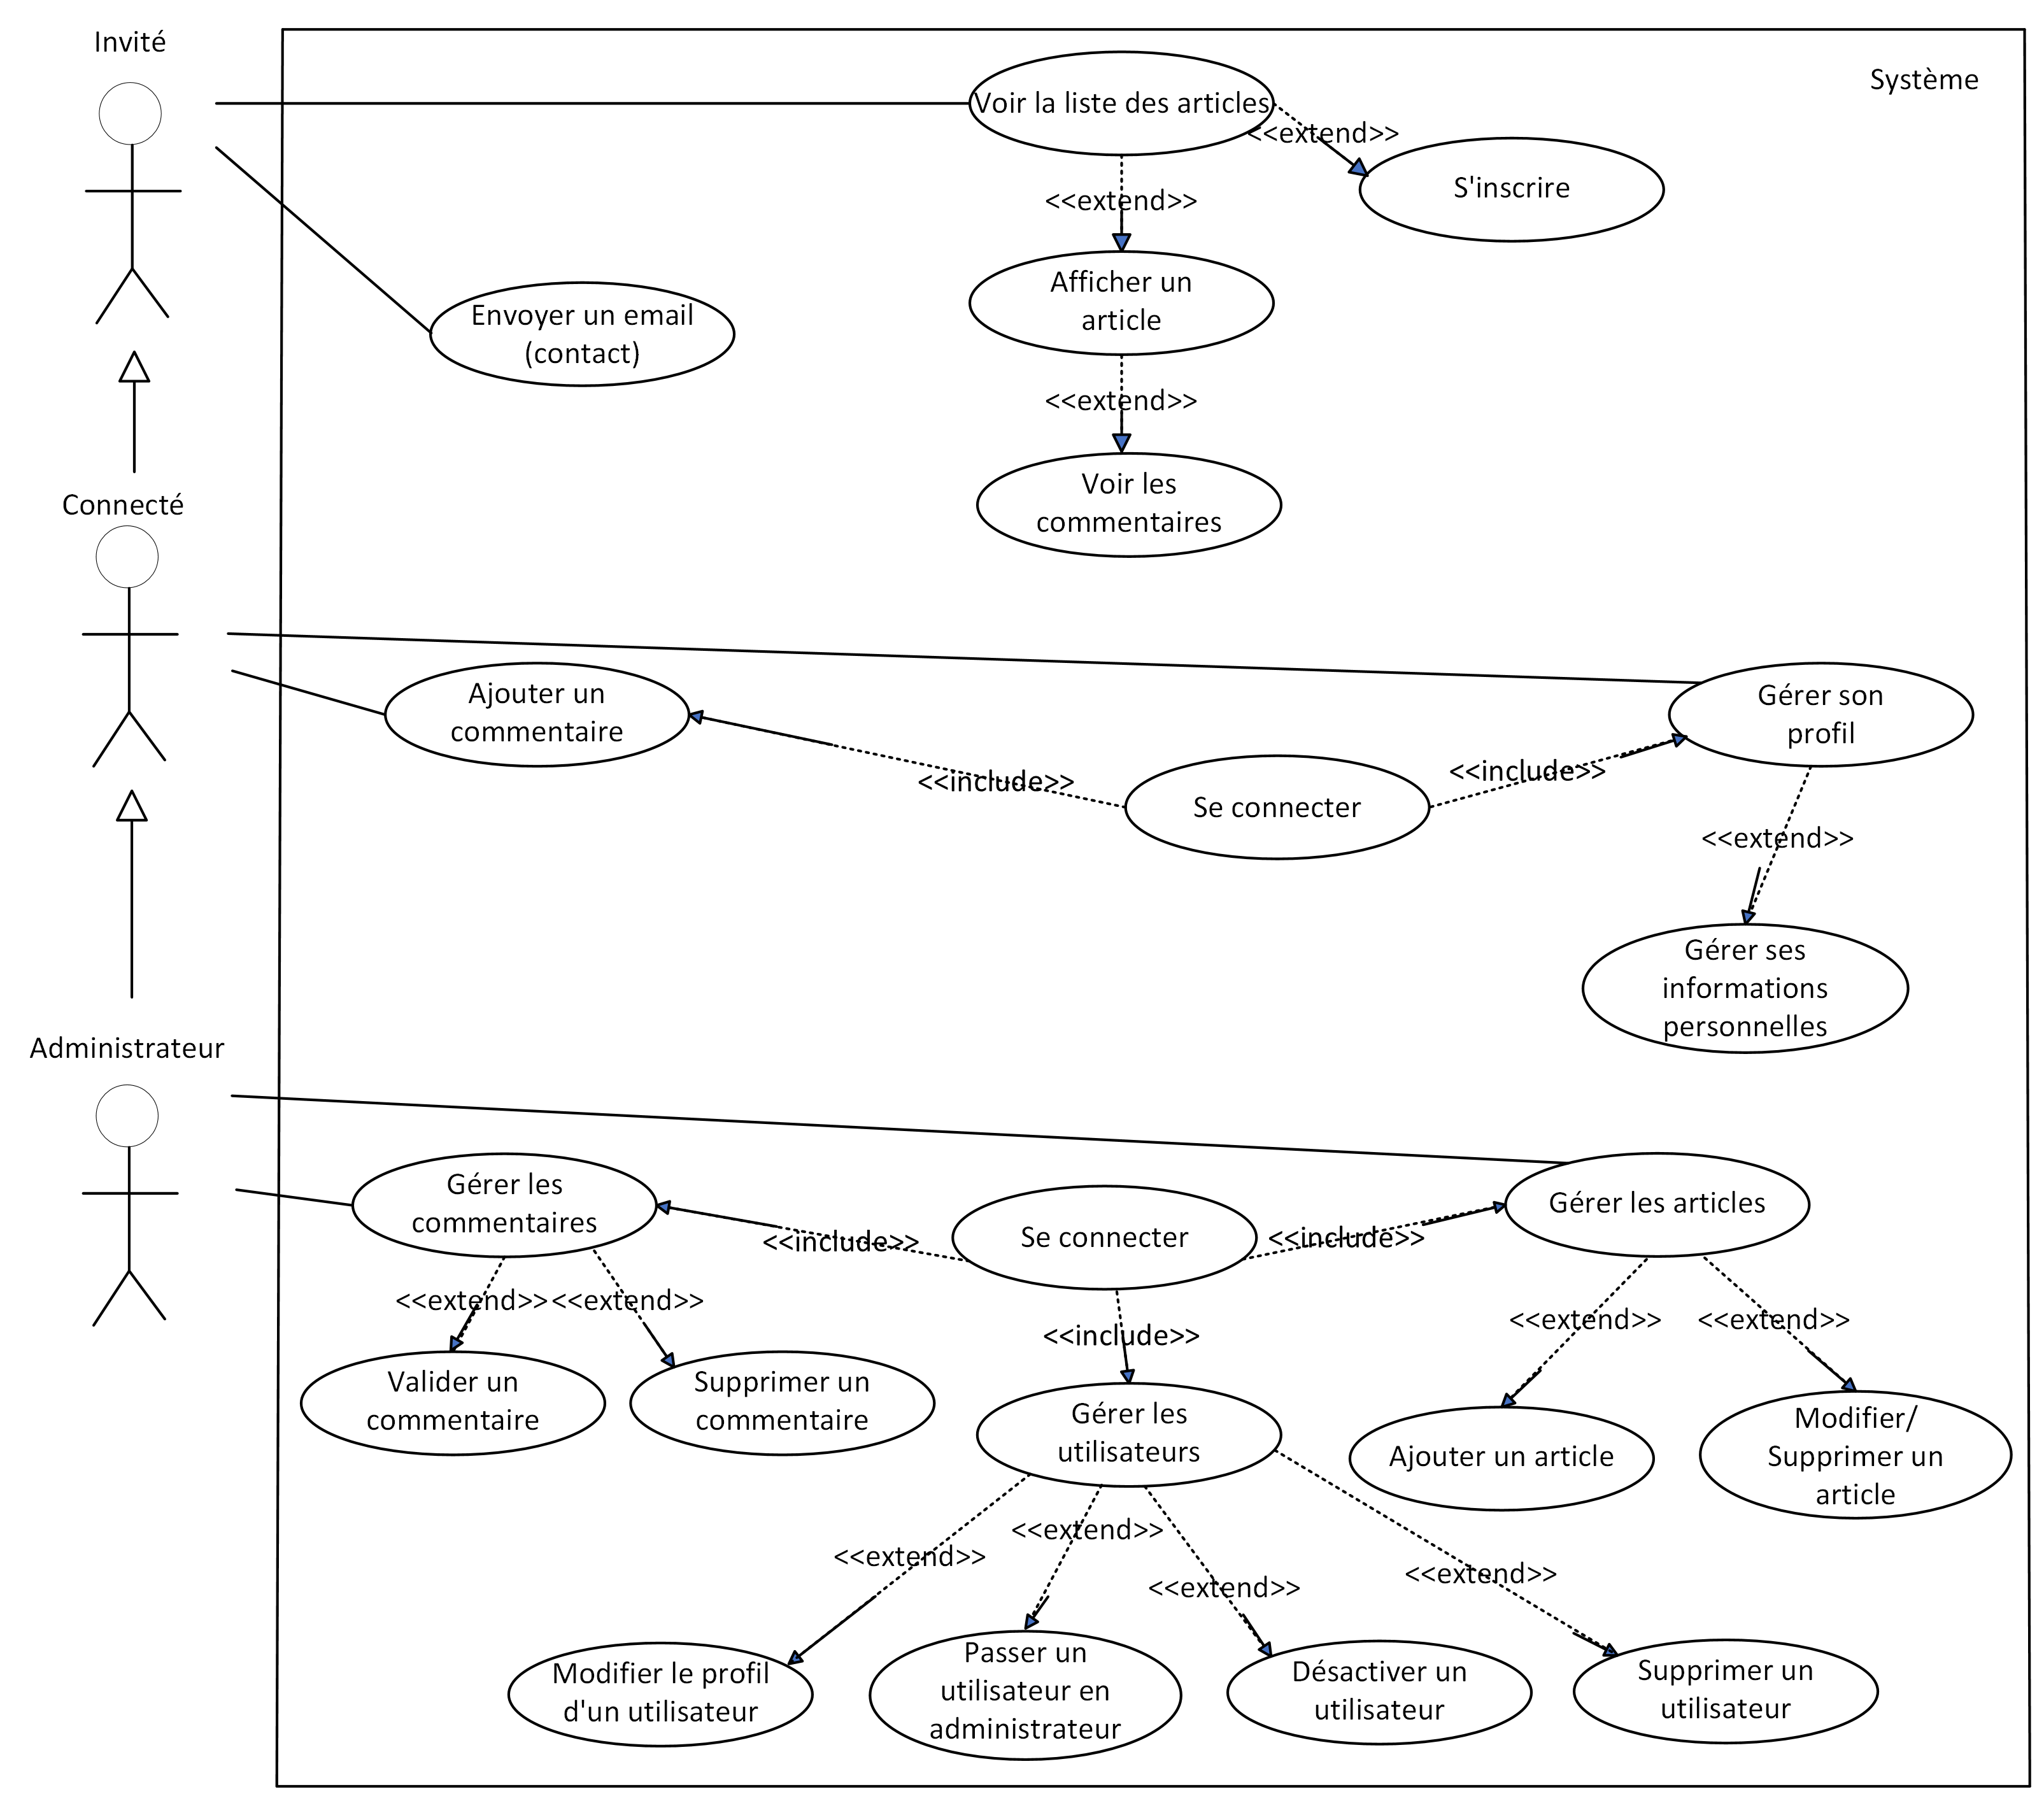 Invité
Système
Voir la liste des articles
<<extend>>
S'inscrire
<<extend>>
Afficher un
article
Envoyer un email
(contact)
<<extend>>
Voir les
commentaires
Connecté
Ajouter un
commentaire
Gérer son
profil
<<include>>
<<include>>
Se connecter
<<extend>>
Gérer ses
informations
personnelles
Administrateur
Gérer les
commentaires
Se connecter
Gérer les articles
<<include>>
<<include>>
<<extend>>
<<extend>>
<<include>>
<<extend>>
<<extend>>
Valider un
commentaire
Supprimer un
commentaire
Gérer les
utilisateurs
Ajouter un article
Modifier/
Supprimer un
article
<<extend>>
<<extend>>
<<extend>>
<<extend>>
Modifier le profil
d'un utilisateur
Passer un
utilisateur en
administrateur
Désactiver un
utilisateur
Supprimer un
utilisateur